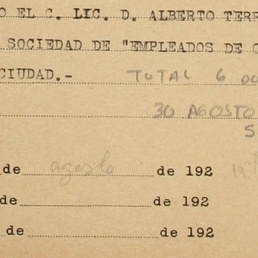 O EL C. LIC. D. ALBERTO TERR
SOCIEDAD DE "EMPLEADOS DE C
CIUDAD.-
TOTAL 6
30 AGOSTO
5
de agosto de 192
de de 192
de de 192